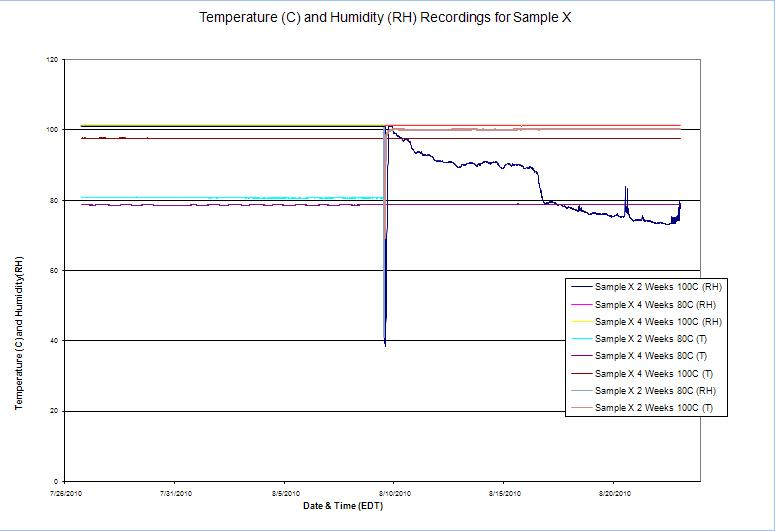 Temperature (C) and Humidity (RH) Recordings for Sample X
120
100
80
60
40
20
0
Temperature (C) and Humidity(RH)
7/26/2010
7/31/2010
8/5/2010
8/10/2010
8/15/2010
8/20/2010
Date & Time (EDT)
Sample X 2 Weeks 100C (RH)
Sample X 4 Weeks 80C (RH)
Sample X 4 Weeks 100C (RH)
Sample X 2 Weeks 80C (T)
Sample X 4 Weeks 80C (T)
Sample X 4 Weeks 100C (T)
Sample X 2 Weeks 80C (RH)
Sample X 2 Weeks 100C (T)